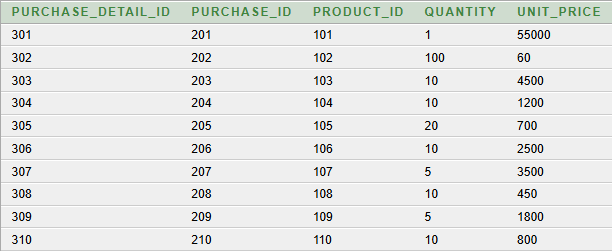 PURCHASE_DETAIL_ID PURCHASE_ID PRODUCT_ID QUANTITY UNIT_PRICE
301 201 101 1 55000
302 202 102 100 60
303 203 103 10 4500
304 204 104 10 1200
305 205 105 20 700
306 206 106 10 2500
307 207 107 5 3500
308 208 108 10 450
309 209 109 5 1800
310 210 110 10 800